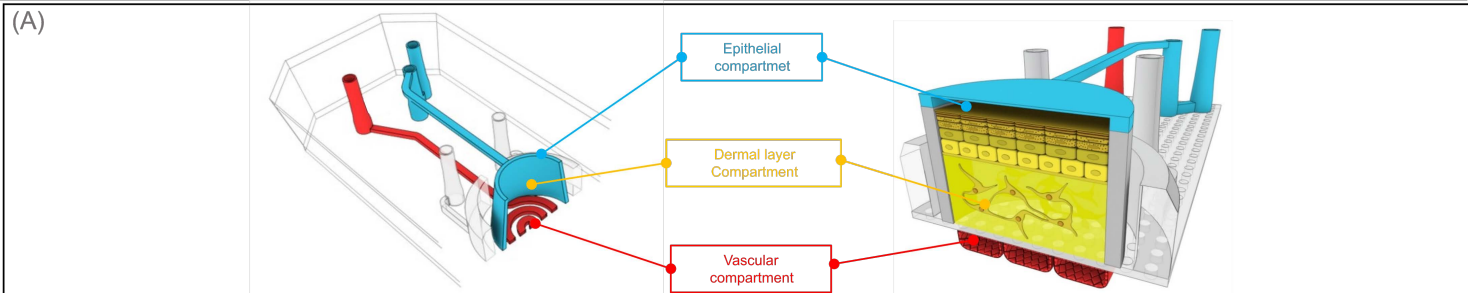 (A)
Epithelial
compartmet
Dermal layer
Compartment
Vascular
compartment